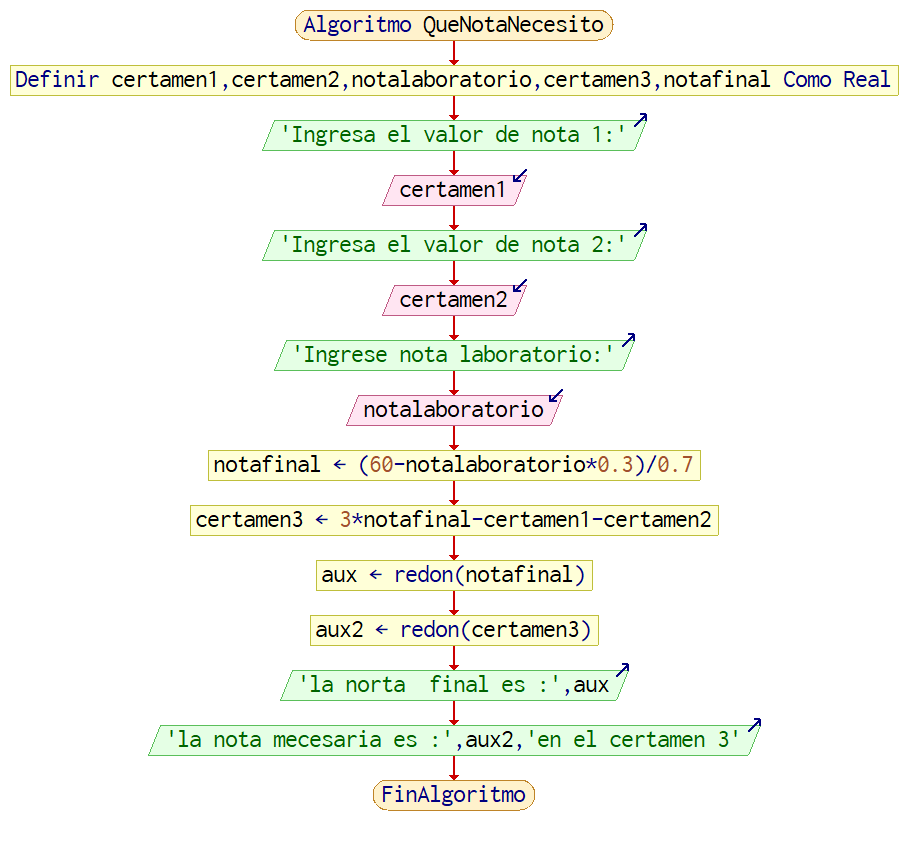 Algoritmo QueNotaNecesito
Definir certamen1,certamen2,notalaboratorio,certamen3,notafinal Como Real
'Ingresa el valor de nota 1:'
certamen1
'Ingresa el valor de nota 2:'
certamen2
'Ingrese nota laboratorio:'
notalaboratorio
notafinal ← (60-notalaboratorio*0.3)/0.7
certamen3 ← 3*notafinal-certamen1-certamen2
aux ← redon(notafinal)
aux2 ← redon(certamen3)
'la norta  final es :',aux
'la nota mecesaria es :',aux2,'en el certamen 3'
FinAlgoritmo